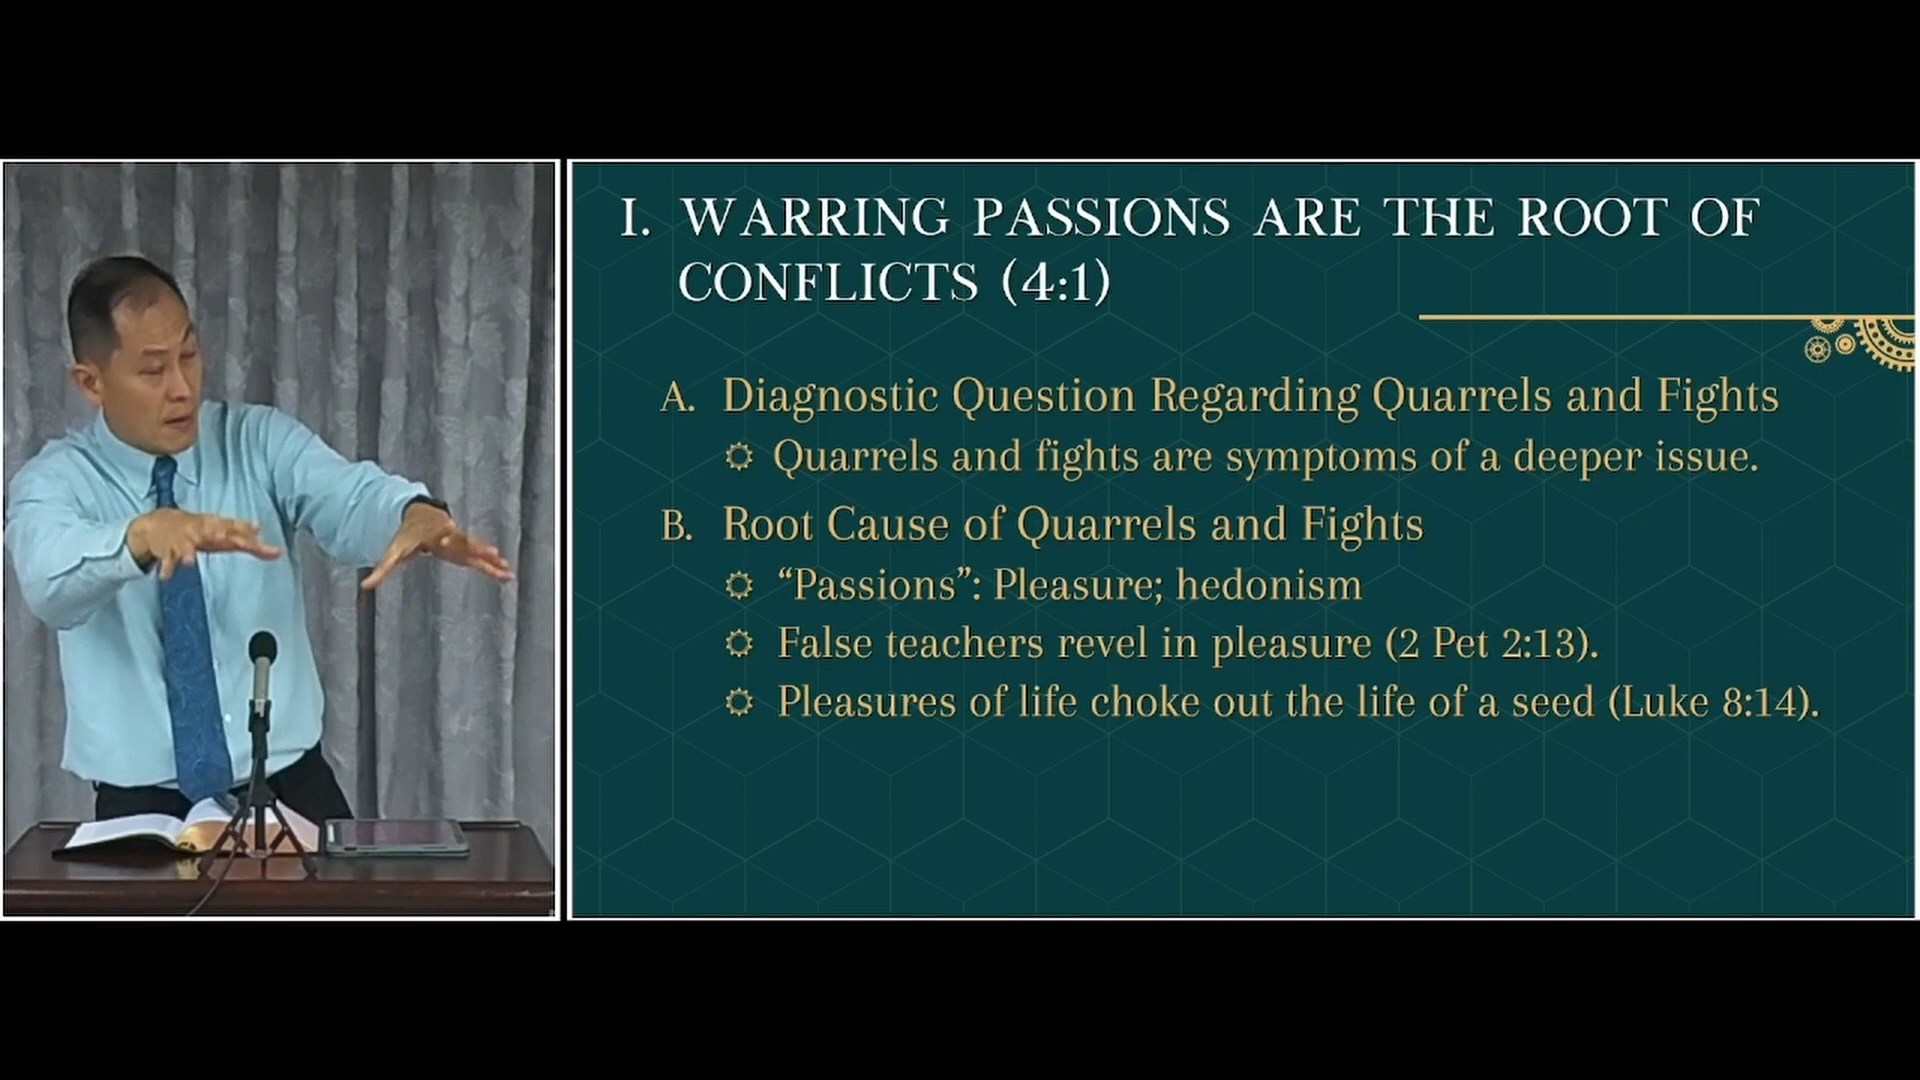 I. WARRING PASSIONS ARE THE ROOT OF
CONFLICTS (4:1)
A. Diagnostic Question Regarding Quarrels and Fights
Quarrels and fights are symptoms of a deeper issue.
B. Root Cause of Quarrels and Fights
“Passions”: Pleasure; hedonism
False teachers revel in pleasure (2 Pet 2:13).
Pleasures of life choke out the life of a seed (Luke 8:14).